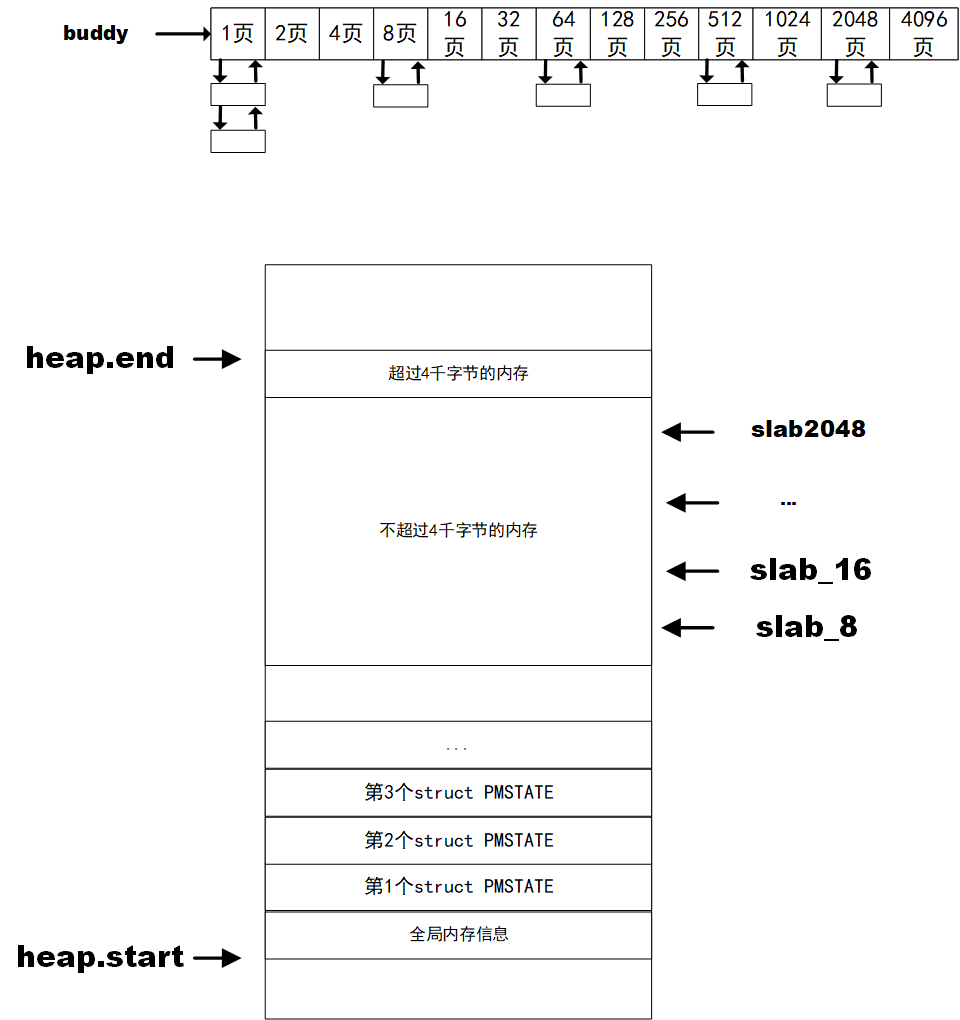 buddy
1页 2页 4页 8页 16页 32页 64页 128页 256页 512页 1024页 2048页 4096页
heap.end
超过4千字节的内存
slab2048
...
不超过4千字节的内存
slab_16
slab_8
...
第3个struct PMSTATE
第2个struct PMSTATE
第1个struct PMSTATE
全局内存信息
heap.start